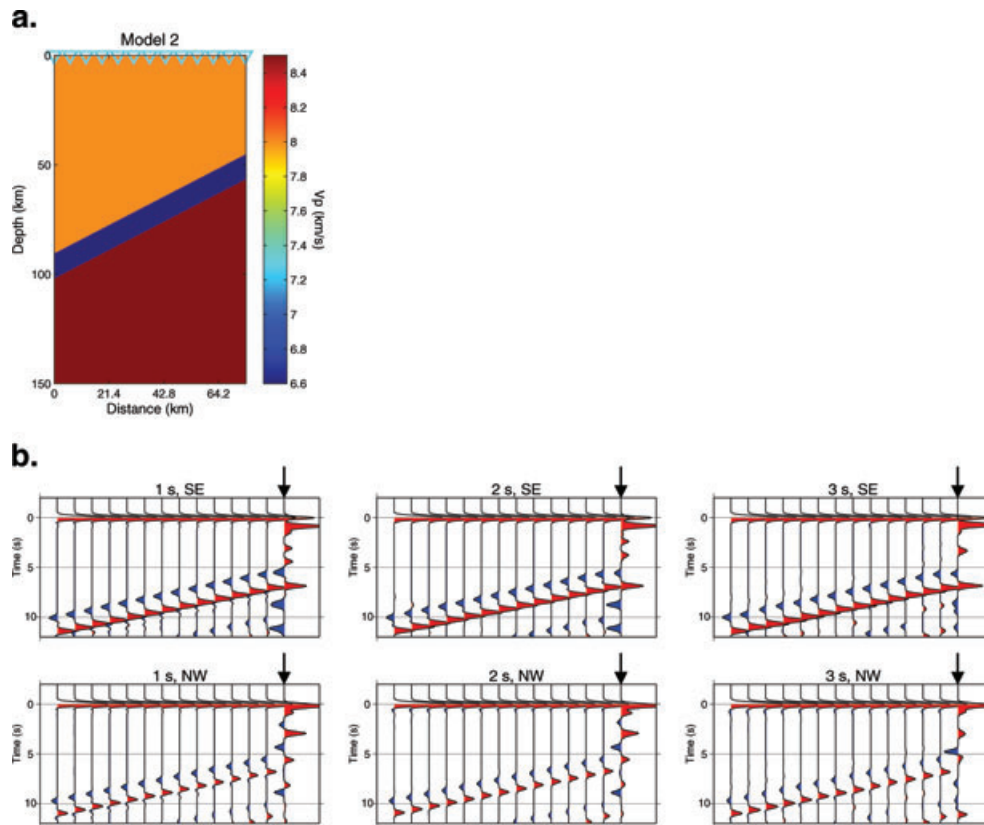 a.
Model 2
0
50
100
150
Depth (km)
0 21.4 42.8 64.2
Distance (km)
8.4
8.2
8
7.8
7.6
7.4
7.2
7
6.8
6.6
Vp (km/s)
b.
1 s, SE
0
5
10
Time (s)
2 s, SE
0
5
10
Time (s)
3 s, SE
0
5
10
Time (s)
1 s, NW
0
5
10
Time (s)
2 s, NW
0
5
10
Time (s)
3 s, NW
0
5
10
Time (s)